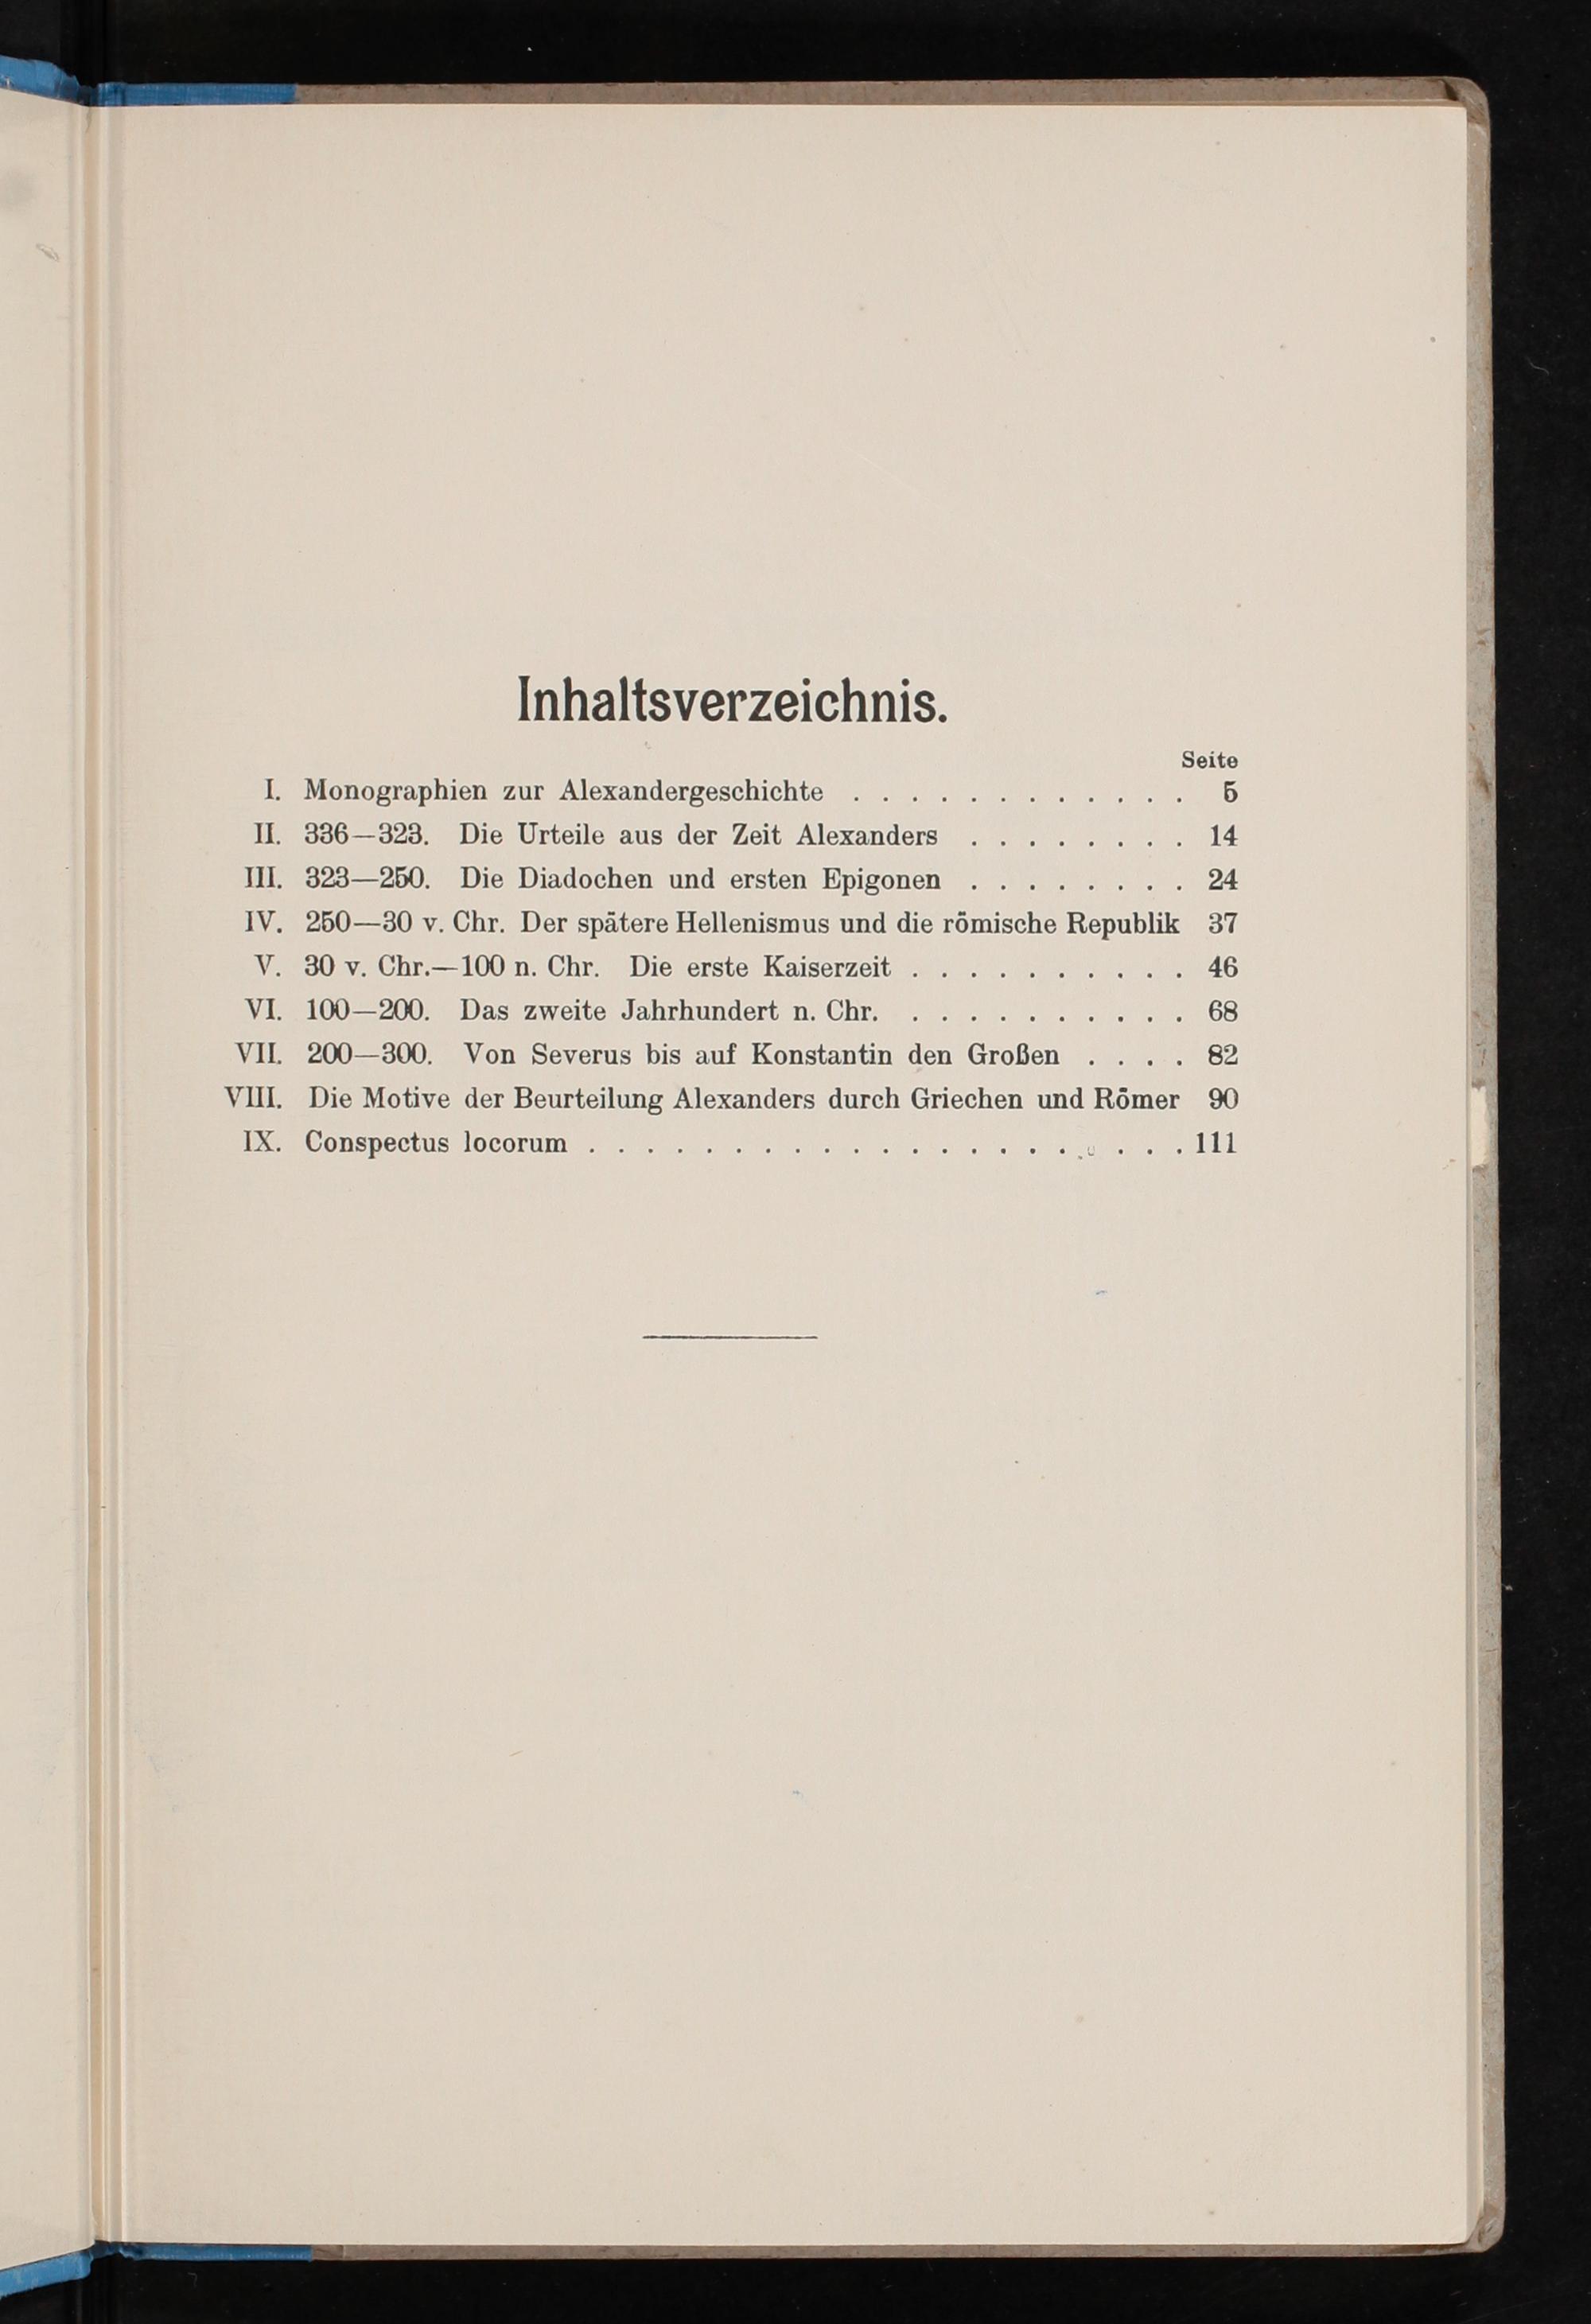 Inhaltsverzeichnis.
Seite
I. Monographien zur Alexandergeschichte . . . . . . . . . . . . 5
II. 336—323. Die Urteile aus der Zeit Alexanders . . . . . . . . 14
III. 323—250. Die Diadochen und ersten Epigonen . . . . . . . . 24
IV. 250—30 v. Chr. Der spätere Hellenismus und die römische Republik 37
V. 30 v. Chr.—100 n. Chr. Die erste Kaiserzeit . . . . . . . . . . 46
VI. 100—200. Das zweite Jahrhundert n. Chr. . . . . . . . . . . 68
VII. 200—300. Von Severus bis auf Konstantin den Großen . . . . 82
VIII. Die Motive der Beurteilung Alexanders durch Griechen und Römer 90
IX. Conspectus locorum . . . . . . . . . . . . . . . . . . . . . 111